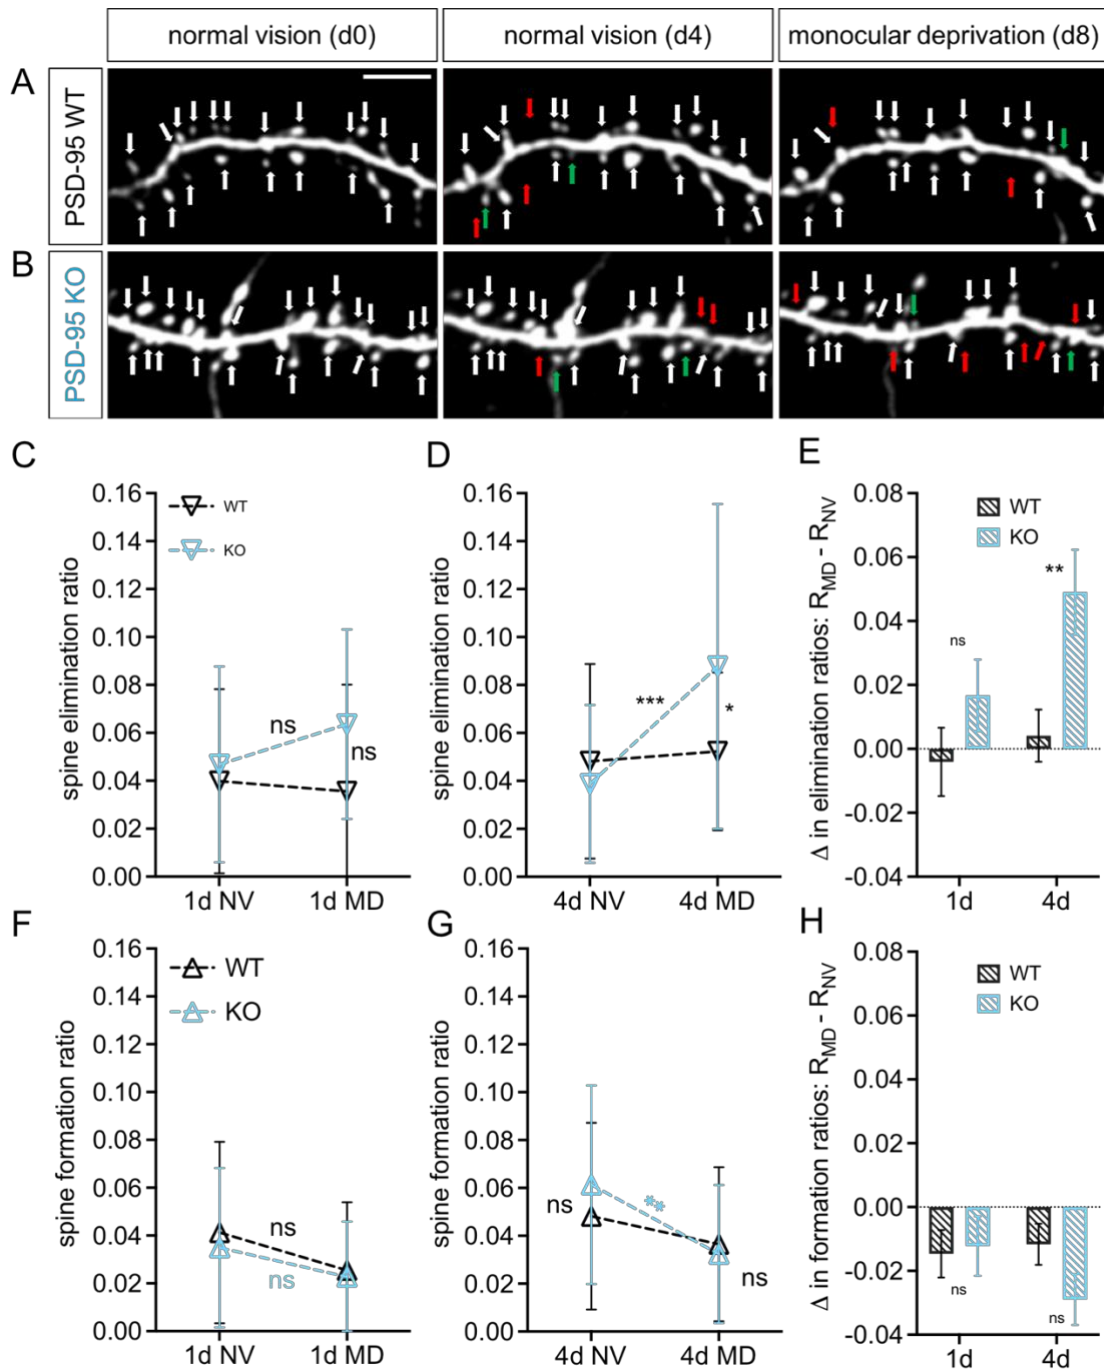 normal vision (d0) normal vision (d4) monocular deprivation (d8)
A
PSD-95 WT
B
PSD-95 KO
C D E
spine elimination ratio
0.16
0.14
0.12
0.10
0.08
0.06
0.04
0.02
0.00
WT
KO
ns
ns
1d NV 1d MD
spine elimination ratio
0.16
0.14
0.12
0.10
0.08
0.06
0.04
0.02
0.00
***
*
4d NV 4d MD
Δ in elimination ratios: RMD - RNV
0.08
0.06
0.04
0.02
0.00
-0.02
-0.04
WT
KO
ns
**
1d 4d
F G H
spine formation ratio
0.16
0.14
0.12
0.10
0.08
0.06
0.04
0.02
0.00
WT
KO
ns
ns
1d NV 1d MD
spine formation ratio
0.16
0.14
0.12
0.10
0.08
0.06
0.04
0.02
0.00
ns
**
ns
4d NV 4d MD
Δ in formation ratios: RMD - RNV
0.08
0.06
0.04
0.02
0.00
-0.02
-0.04
WT
KO
ns
ns
1d 4d